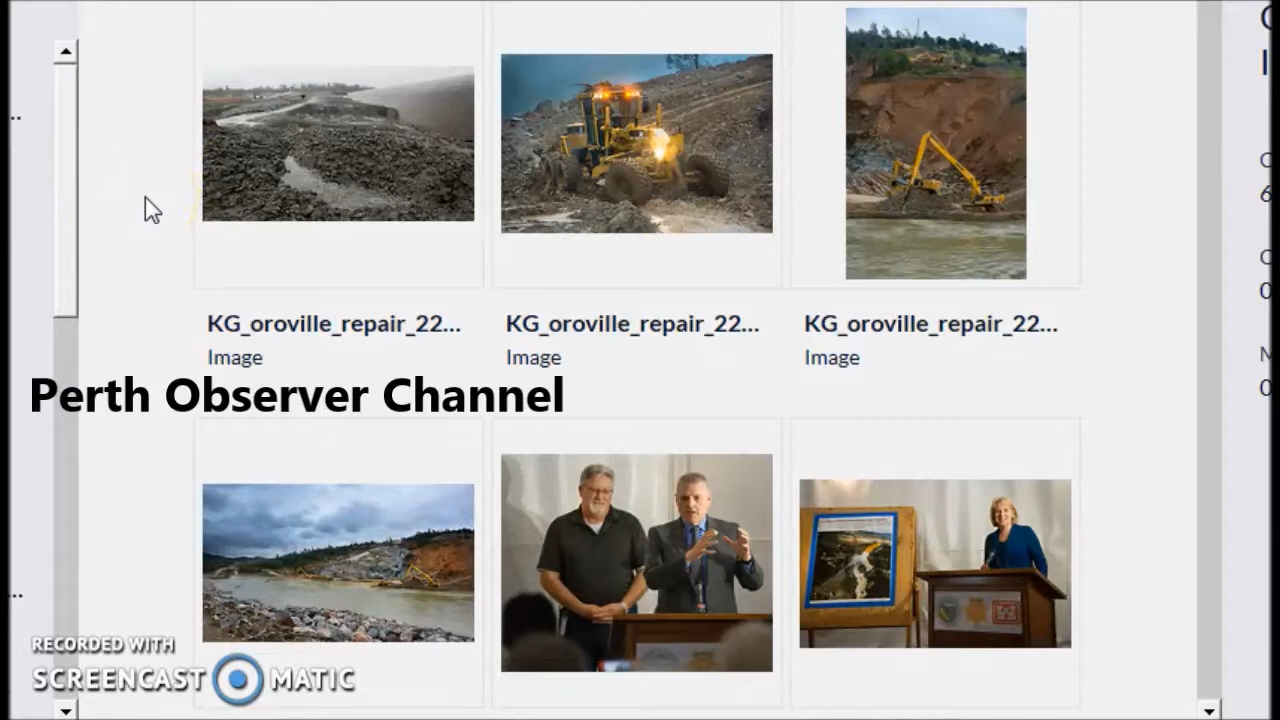 KG_oroville_repair_22...
KG_oroville_repair_22...
KG_oroville_repair_22...
Image
Image
Image
Perth Observer Channel
RECORDED WITH
SCREENCAST MATIC